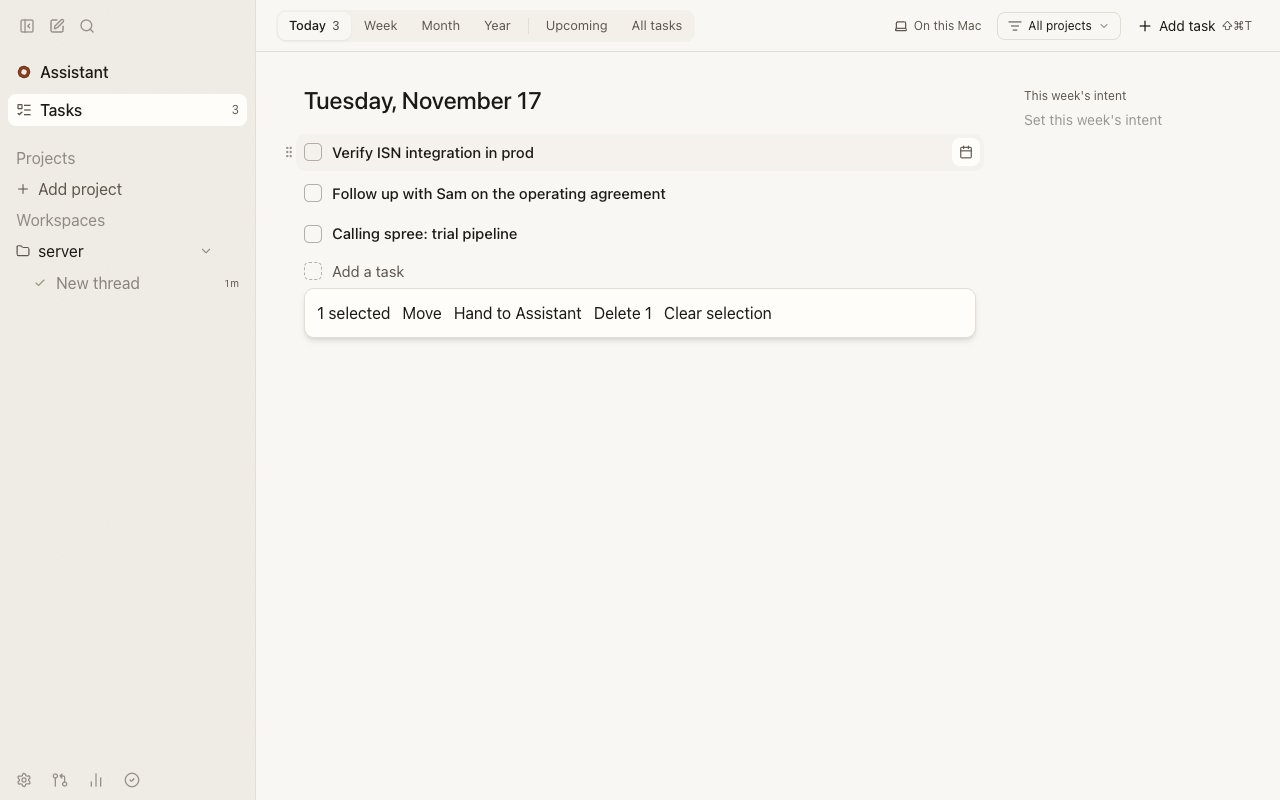 Assistant
Tasks 3
Projects
Add project
Workspaces
server
New thread 1m
Today 3 Week Month Year Upcoming All tasks
On this Mac All projects Add task ⇧⌘T
Tuesday, November 17
Verify ISN integration in prod
Follow up with Sam on the operating agreement
Calling spree: trial pipeline
Add a task
1 selected Move Hand to Assistant Delete 1 Clear selection
This week's intent
Set this week's intent